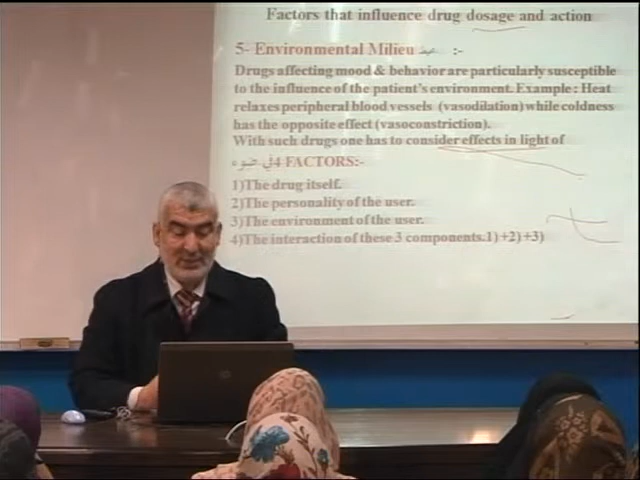 Factors that influence drug dosage and action
5- Environmental Milieu محيط :-
Drugs affecting mood & behavior are particularly susceptible
to the influence of the patient's environment. Example : Heat
relaxes peripheral blood vessels (vasodilation) while coldness
has the opposite effect (vasoconstriction).
With such drugs one has to consider effects in light of
في ضوء 4 FACTORS:-
1)The drug itself.
2)The personality of the user.
3)The environment of the user.
4)The interaction of these 3 components.1) +2) +3)